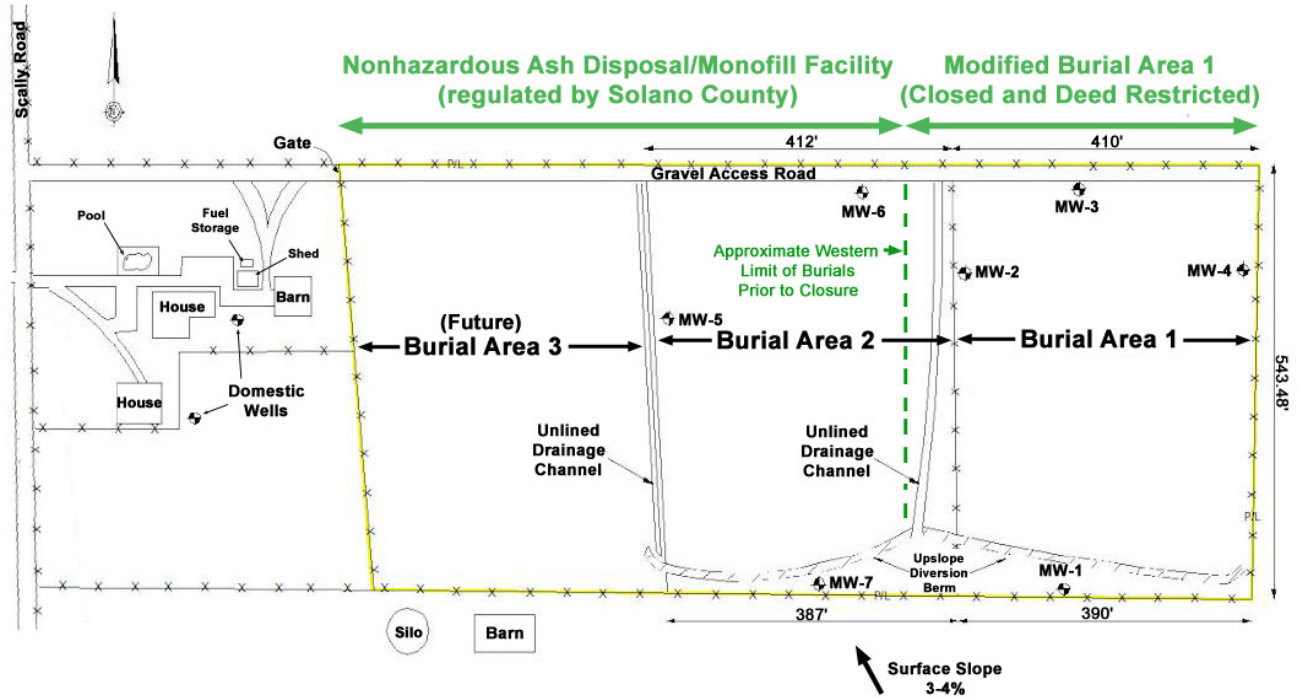 Scally Road
Nonhazardous Ash Disposal/Monofill Facility
(regulated by Solano County)
Modified Burial Area 1
(Closed and Deed Restricted)
412'
410'
Gate
P/L
Gravel Access Road
MW-6
MW-3
Pool
Fuel
Storage
Shed
House
Barn
Approximate Western
Limit of Burials
Prior to Closure
MW-2
MW-4
MW-5
(Future)
Burial Area 3
Burial Area 2
Burial Area 1
543.48'
House
Domestic
Wells
Unlined
Drainage
Channel
Unlined
Drainage
Channel
P/L
Upslope
Diversion
Berm
MW-1
MW-7
P/L
387'
390'
Silo
Barn
Surface Slope
3-4%